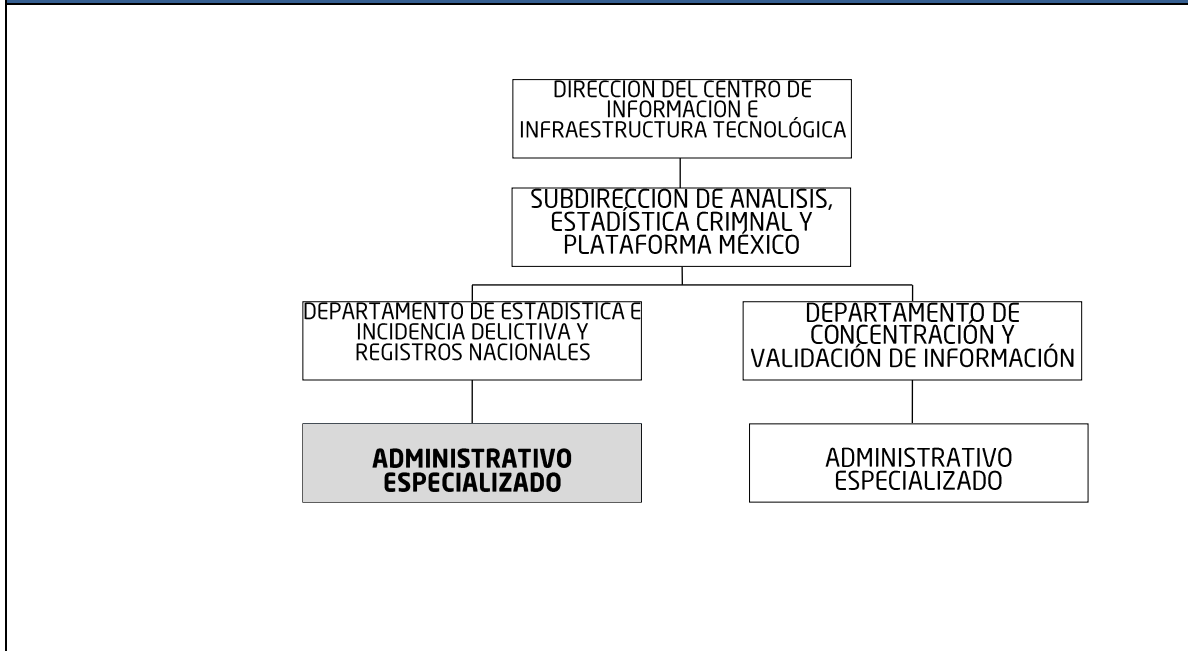 DIRECCION DEL CENTRO DE
INFORMACION E
INFRAESTRUCTURA TECNOLÓGICA
SUBDIRECCION DE ANALISIS,
ESTADÍSTICA CRIMNAL Y
PLATAFORMA MÉXICO
DEPARTAMENTO DE ESTADISTICA E
INCIDENCIA DELICTIVA Y
REGISTROS NACIONALES
DEPARTAMENTO DE
CONCENTRACIÓN Y
VALIDACIÓN DE INFORMACIÓN
ADMINISTRATIVO
ESPECIALIZADO
ADMINISTRATIVO
ESPECIALIZADO